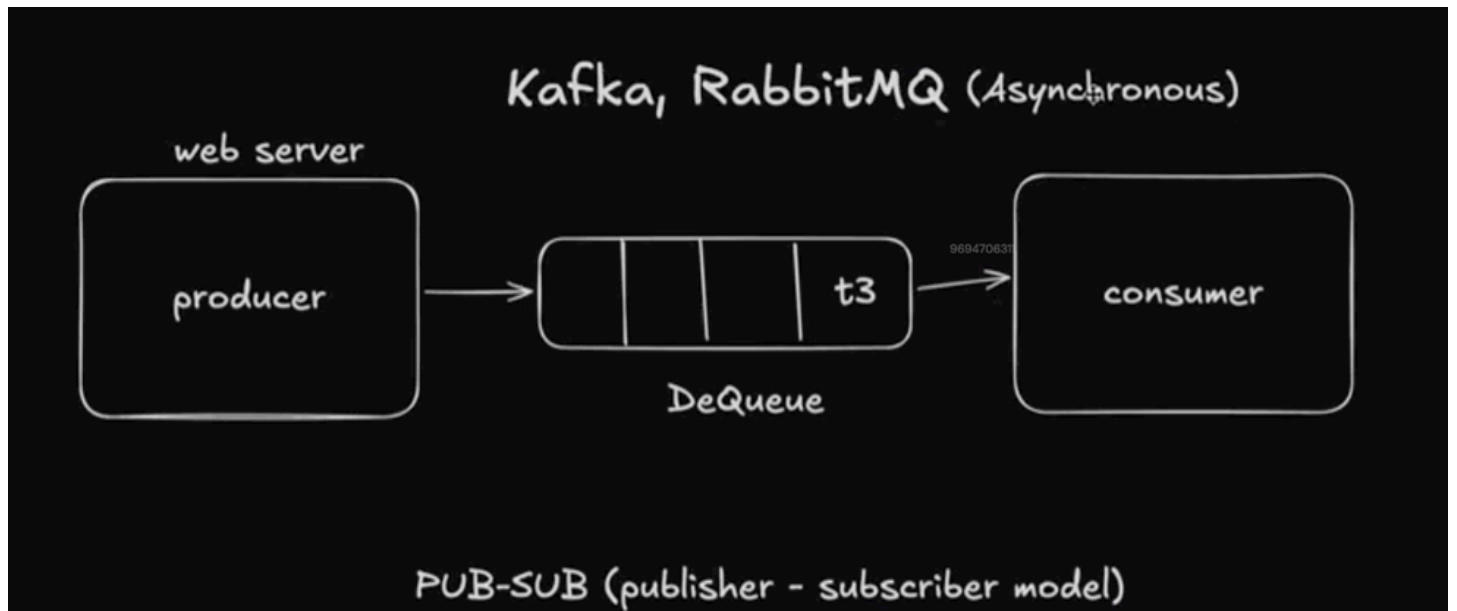 Kafka, RabbitMQ (Asynchronous)
web server
producer
t3
consumer
DeQueue
PUB-SUB (publisher - subscriber model)